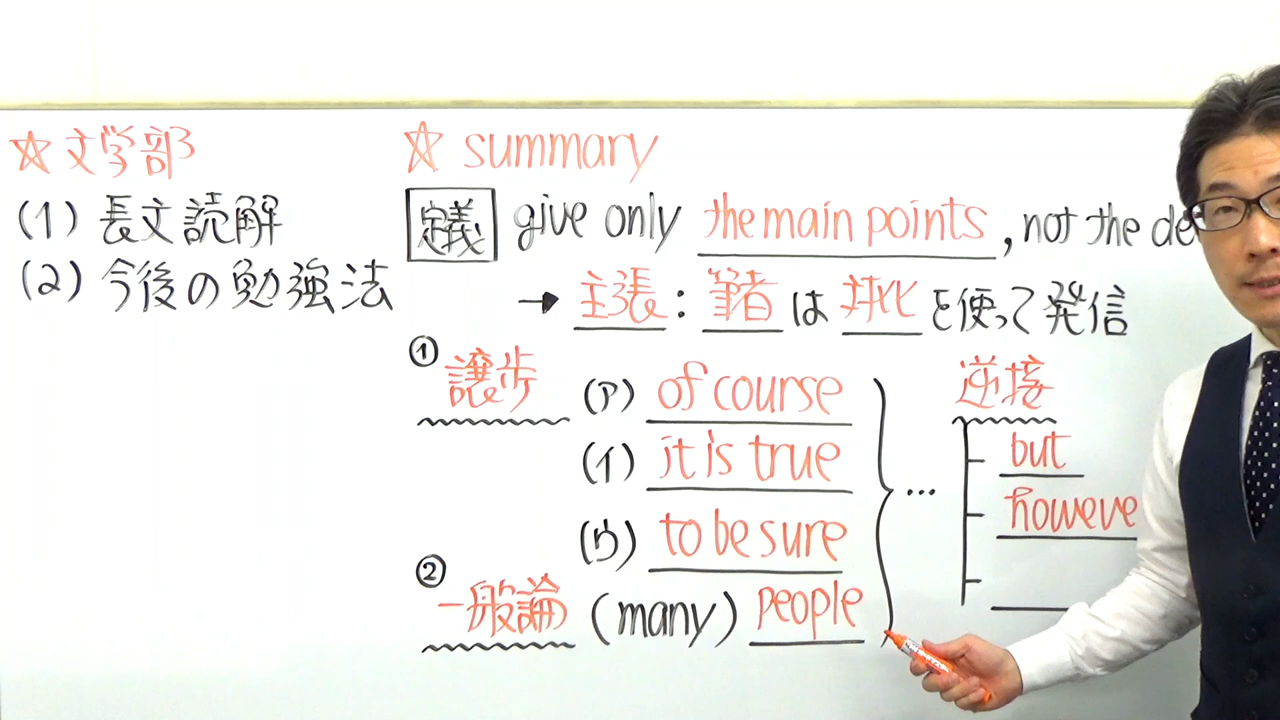 ☆文学部
(1) 長文読解
(2) 今後の勉強法
☆ summary
定義 give only the main points, not the de
→ 主張 : 筆者 は 対比 を使って発信
① 譲歩 (ア) of course
(イ) it is true
(ウ) to be sure
② 一般論 (many) people
...
逆接
but
howeve